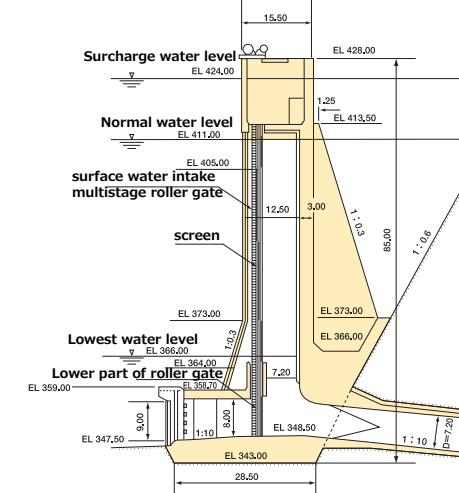 15.50
Surcharge water level
EL 428.00
EL 424.00
1.25
Normal water level
EL 413.50
EL 411.00
EL 405.00
surface water intake
multistage roller gate
12.50
3.00
1:0.3
1:0.6
85.00
screen
EL 373.00
EL 373.00
1:0.3
EL 366.00
Lowest water level
EL 366.00
EL 364.00
Lower part of roller gate
7.20
EL 359.00
EL 358.70
9.00
8.00
1:10
EL 348.50
EL 347.50
1:10
D=7.20
EL 343.00
28.50